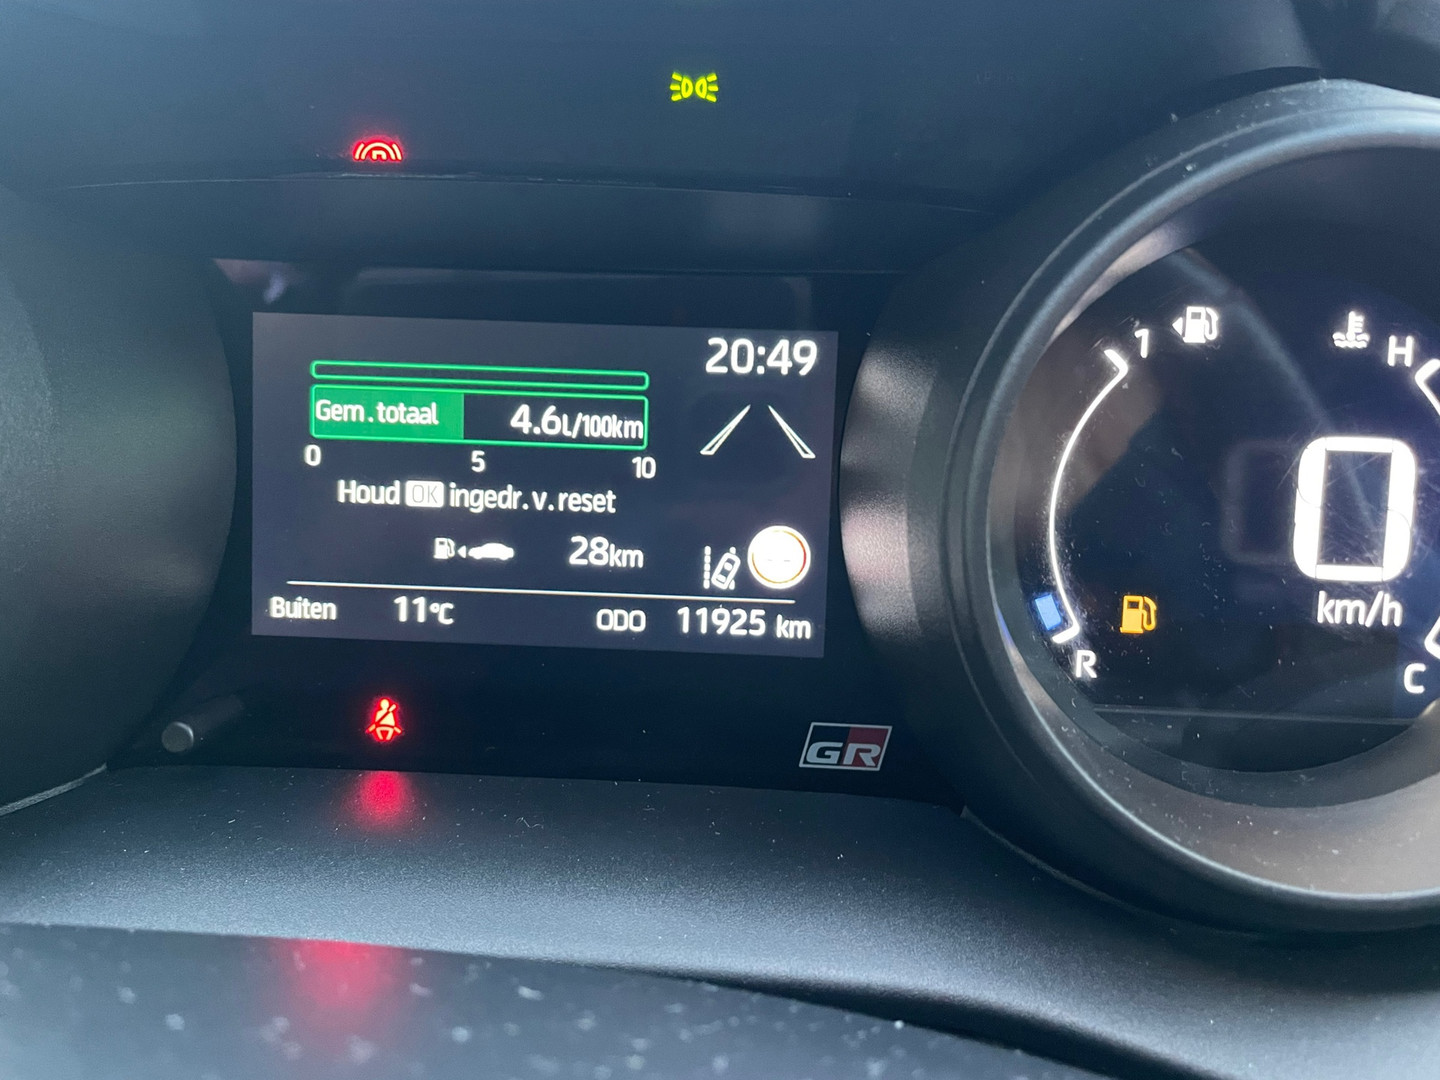 20:49
Gem. totaal 4.6L/100km
0 5 10
Houd OK ingedr. v. reset
28km
Buiten 11°C ODO 11925 km
GR
1
H
0
km/h
R
C